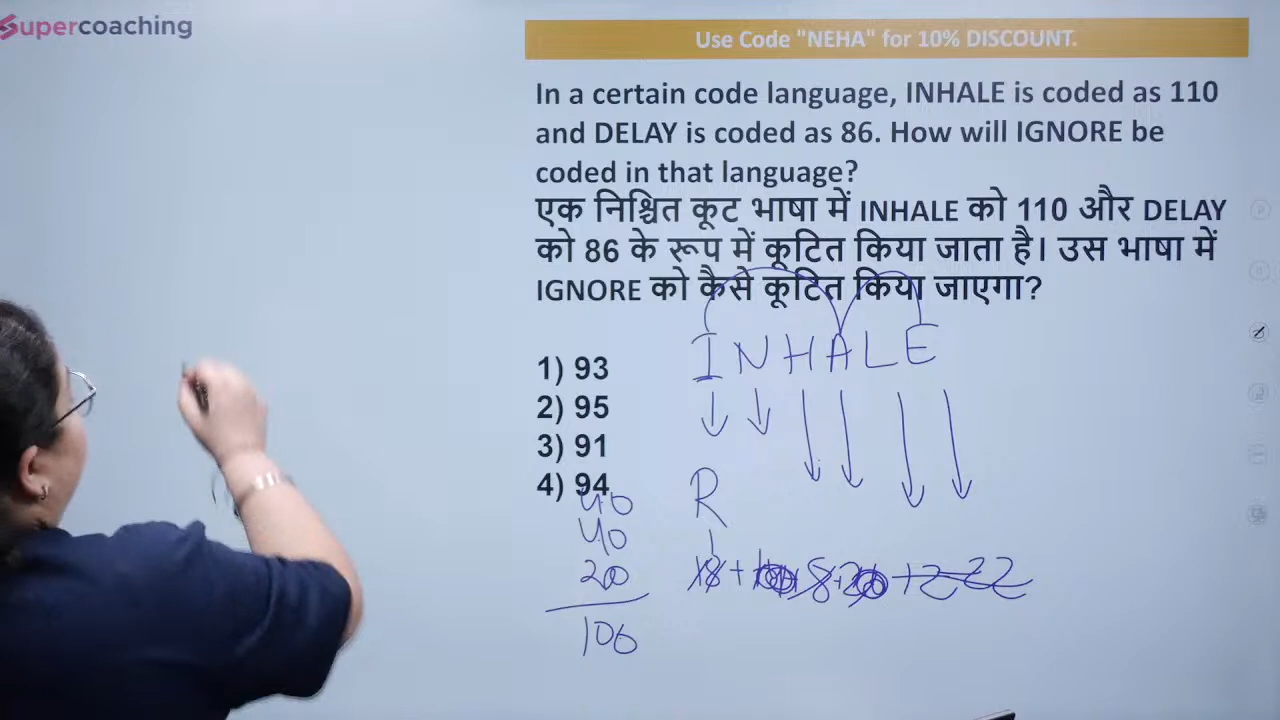 Supercoaching
Use Code "NEHA" for 10% DISCOUNT.
In a certain code language, INHALE is coded as 110
and DELAY is coded as 86. How will IGNORE be
coded in that language?
एक निश्चित कूट भाषा में INHALE को 110 और DELAY
को 86 के रूप में कूटित किया जाता है। उस भाषा में
IGNORE को कैसे कूटित किया जाएगा?
1) 93
2) 95
3) 91
4) 94
INHALE
R
40
40
20
106